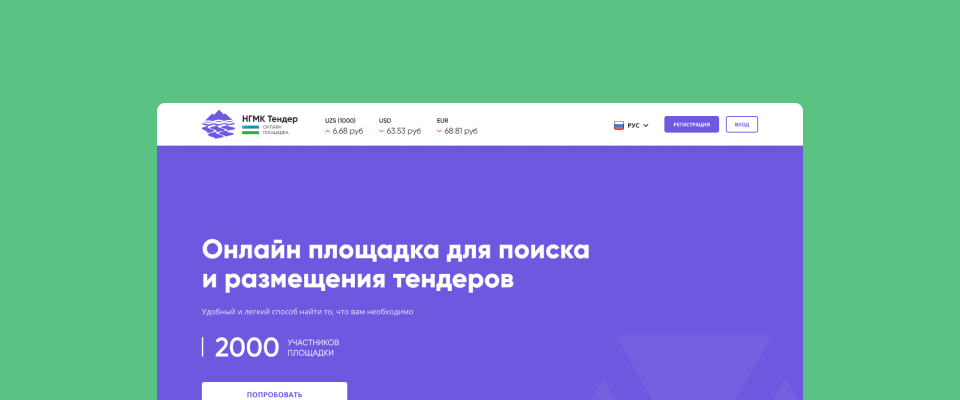 НГМК Тендер
ОНЛАЙН
ПЛОЩАДКА
UZS (1000)
6.68 руб
USD
63.53 руб
EUR
68.81 руб
РУС
РЕГИСТРАЦИЯ
ВХОД
Онлайн площадка для поиска
и размещения тендеров
Удобный и легкий способ найти то, что вам необходимо
2000
УЧАСТНИКОВ
ПЛОЩАДКИ
ПОПРОБОВАТЬ